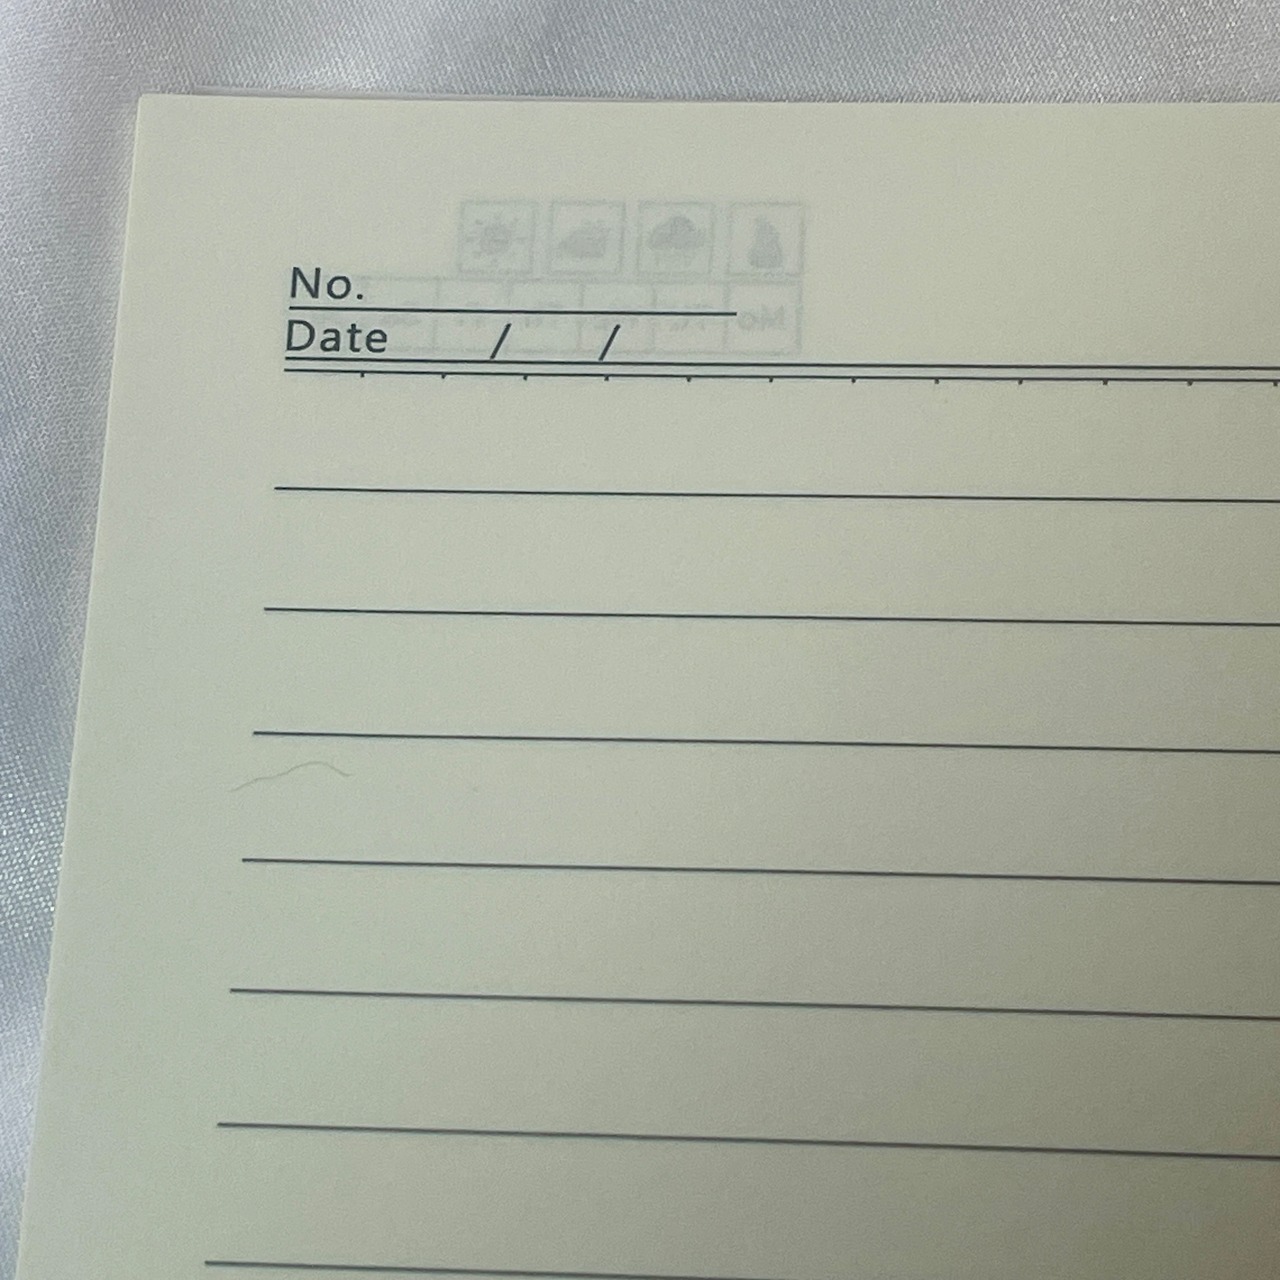 No.
Date / /